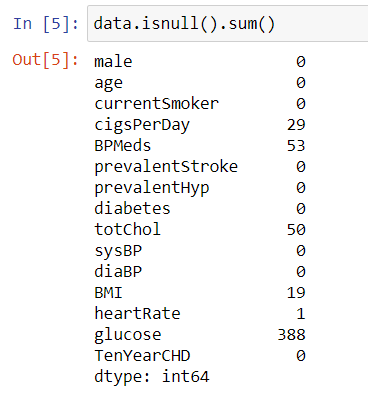 In [5]: data.isnull().sum()
Out[5]: male 0
age 0
currentSmoker 0
cigsPerDay 29
BPMeds 53
prevalentStroke 0
prevalentHyp 0
diabetes 0
totChol 50
sysBP 0
diaBP 0
BMI 19
heartRate 1
glucose 388
TenYearCHD 0
dtype: int64